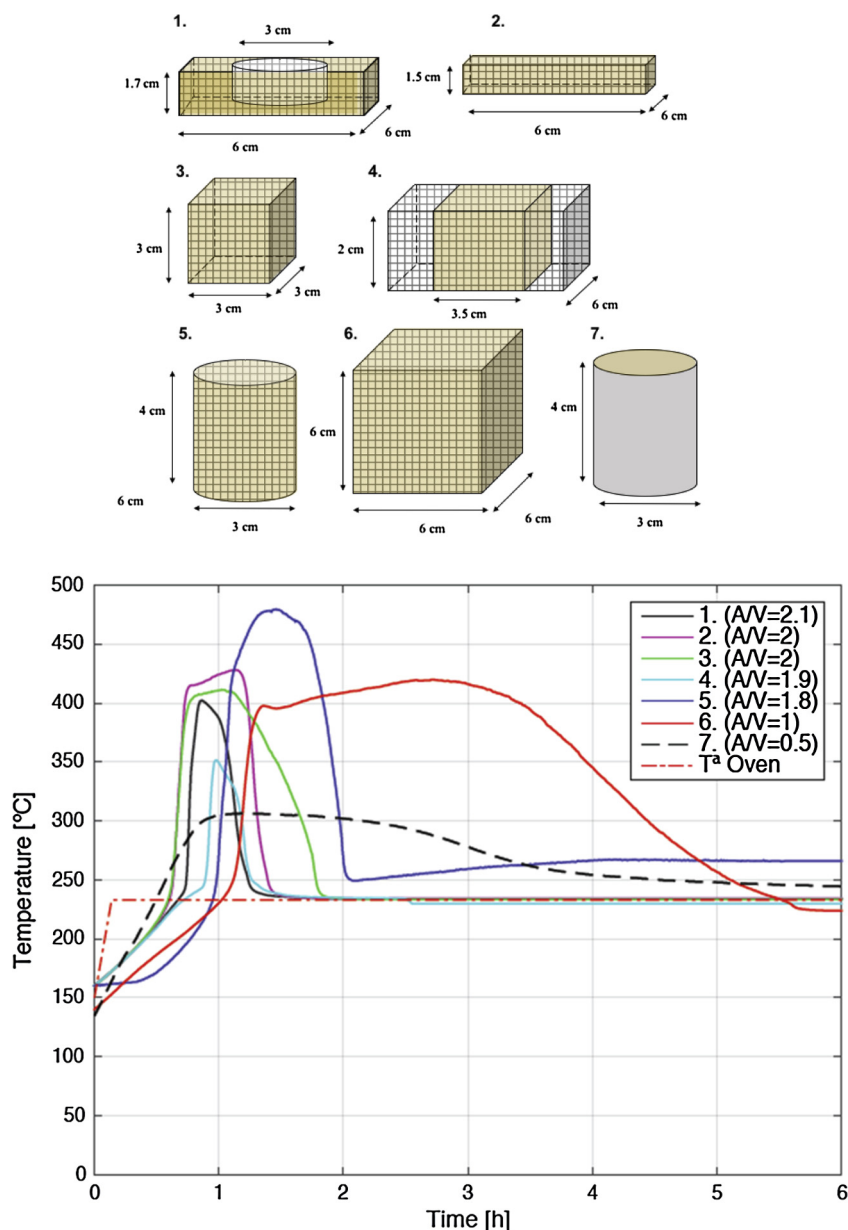 1.
3 cm
1.7 cm
6 cm
6 cm
2.
1.5 cm
6 cm
6 cm
3.
3 cm
3 cm
3 cm
4.
2 cm
3.5 cm
6 cm
5.
4 cm
6 cm
3 cm
6.
6 cm
6 cm
6 cm
7.
4 cm
3 cm
500
450
400
350
300
250
200
150
100
50
0
Temperature [ºC]
1. (A/V=2.1)
2. (A/V=2)
3. (A/V=2)
4. (A/V=1.9)
5. (A/V=1.8)
6. (A/V=1)
7. (A/V=0.5)
Tª Oven
0 1 2 3 4 5 6
Time [h]